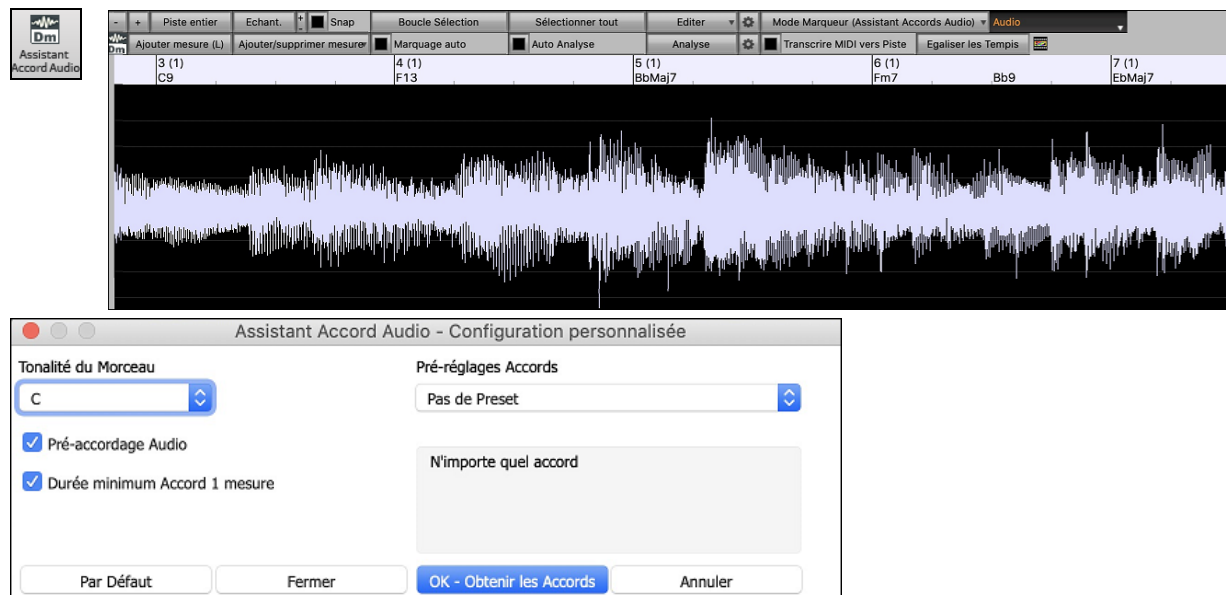 Dm
Assistant
Accord Audio
- + Piste entier Echant. + - Snap Boucle Sélection Sélectionner tout Editer Mode Marqueur (Assistant Accords Audio) Audio
Dm Ajouter mesure (L) Ajouter/supprimer mesure Marquage auto Auto Analyse Analyse Transcrire MIDI vers Piste Egaliser les Tempis
3 (1) 4 (1) 5 (1) 6 (1) 7 (1)
C9 F13 BbMaj7 Fm7 Bb9 EbMaj7
Assistant Accord Audio - Configuration personnalisée
Tonalité du Morceau Pré-réglages Accords
C Pas de Preset
Pré-accordage Audio
N'importe quel accord
Durée minimum Accord 1 mesure
Par Défaut Fermer OK - Obtenir les Accords Annuler